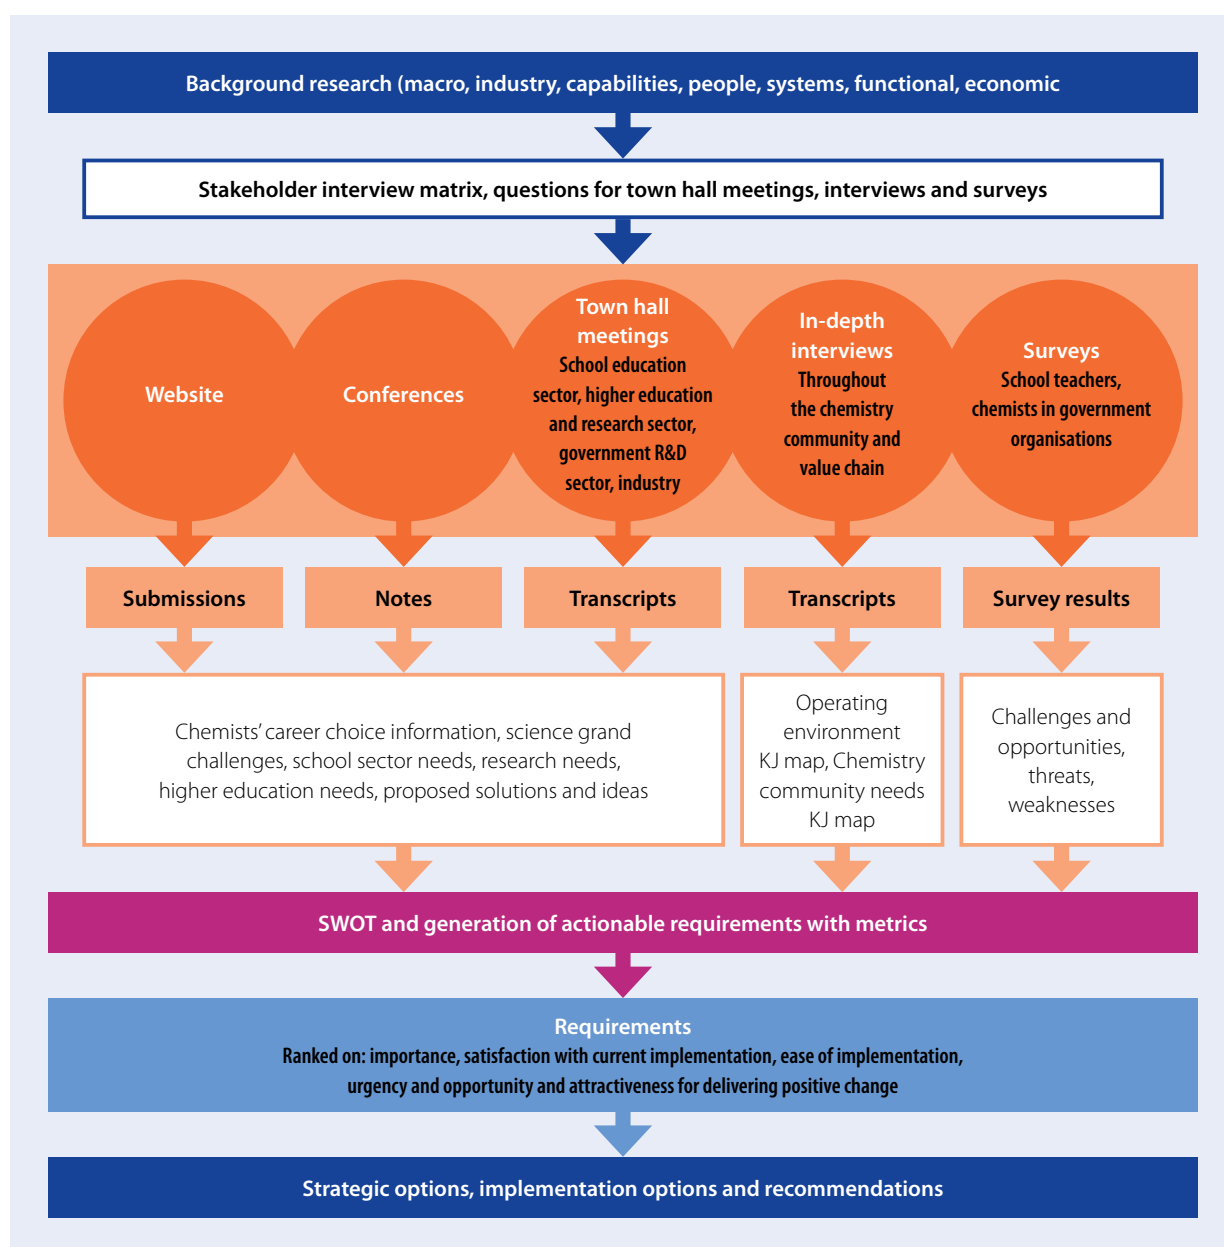 Background research (macro, industry, capabilities, people, systems, functional, economic
Stakeholder interview matrix, questions for town hall meetings, interviews and surveys
Website
Conferences
Town hall
meetings
School education
sector, higher education
and research sector,
government R&D
sector, industry
In-depth
interviews
Throughout
the chemistry
community and
value chain
Surveys
School teachers,
chemists in government
organisations
Submissions
Notes
Transcripts
Transcripts
Survey results
Chemists’ career choice information, science grand
challenges, school sector needs, research needs,
higher education needs, proposed solutions and ideas
Operating
environment
KJ map, Chemistry
community needs
KJ map
Challenges and
opportunities,
threats,
weaknesses
SWOT and generation of actionable requirements with metrics
Requirements
Ranked on: importance, satisfaction with current implementation, ease of implementation,
urgency and opportunity and attractiveness for delivering positive change
Strategic options, implementation options and recommendations